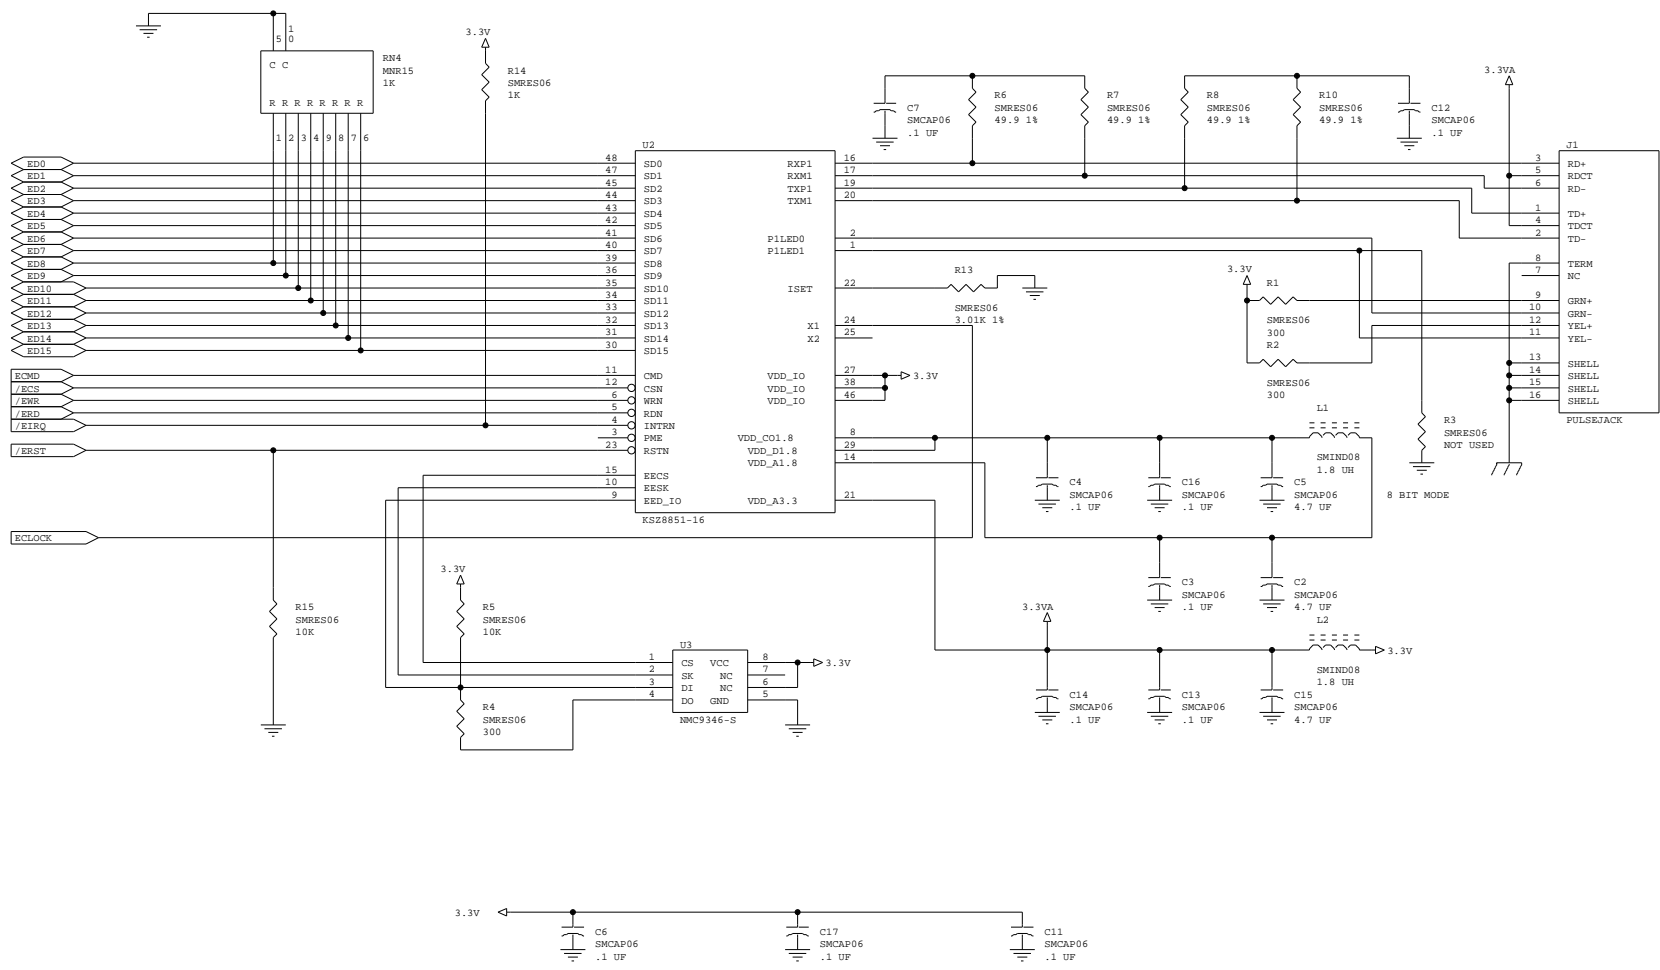 5
1
0
C C
R R R R R R R R
RN4
MNR15
1K
1 2 3 4 9 8 7 6
3.3V
R14
SMRES06
1K
C7
SMCAP06
.1 UF
R6
SMRES06
49.9 1%
R7
SMRES06
49.9 1%
R8
SMRES06
49.9 1%
R10
SMRES06
49.9 1%
C12
SMCAP06
.1 UF
3.3VA
ED0
ED1
ED2
ED3
ED4
ED5
ED6
ED7
ED8
ED9
ED10
ED11
ED12
ED13
ED14
ED15
ECMD
/ECS
/EWR
/ERD
/EIRQ
/ERST
ECLOCK
U2
48 SD0
47 SD1
45 SD2
44 SD3
43 SD4
42 SD5
41 SD6
40 SD7
39 SD8
36 SD9
35 SD10
34 SD11
33 SD12
32 SD13
31 SD14
30 SD15
11 CMD
12 CSN
6 WRN
5 RDN
4 INTRN
3 PME
23 RSTN
15 EECS
10 EESK
9 EED_IO
RXP1 16
RXM1 17
TXP1 19
TXM1 20
P1LED0 2
P1LED1 1
ISET 22
X1 24
X2 25
VDD_IO 27
VDD_IO 38
VDD_IO 46
VDD_CO1.8 8
VDD_D1.8 29
VDD_A1.8 14
VDD_A3.3 21
KSZ8851-16
R13
SMRES06
3.01K 1%
3.3V
3.3V
R1
SMRES06
300
R2
SMRES06
300
J1
3 RD+
5 RDCT
6 RD-
1 TD+
4 TDCT
2 TD-
8 TERM
7 NC
9 GRN+
10 GRN-
12 YEL+
11 YEL-
13 SHELL
14 SHELL
15 SHELL
16 SHELL
PULSEJACK
R3
SMRES06
NOT USED
8 BIT MODE
L1
SMIND08
1.8 UH
C4
SMCAP06
.1 UF
C16
SMCAP06
.1 UF
C5
SMCAP06
4.7 UF
C3
SMCAP06
.1 UF
C2
SMCAP06
4.7 UF
R15
SMRES06
10K
3.3V
R5
SMRES06
10K
R4
SMRES06
300
U3
1 CS VCC 8
2 SK NC 7
3 DI NC 6
4 DO GND 5
NMC9346-S
3.3V
3.3VA
L2
SMIND08
1.8 UH
3.3V
C14
SMCAP06
.1 UF
C13
SMCAP06
.1 UF
C15
SMCAP06
4.7 UF
3.3V
C6
SMCAP06
.1 UF
C17
SMCAP06
.1 UF
C11
SMCAP06
.1 UF